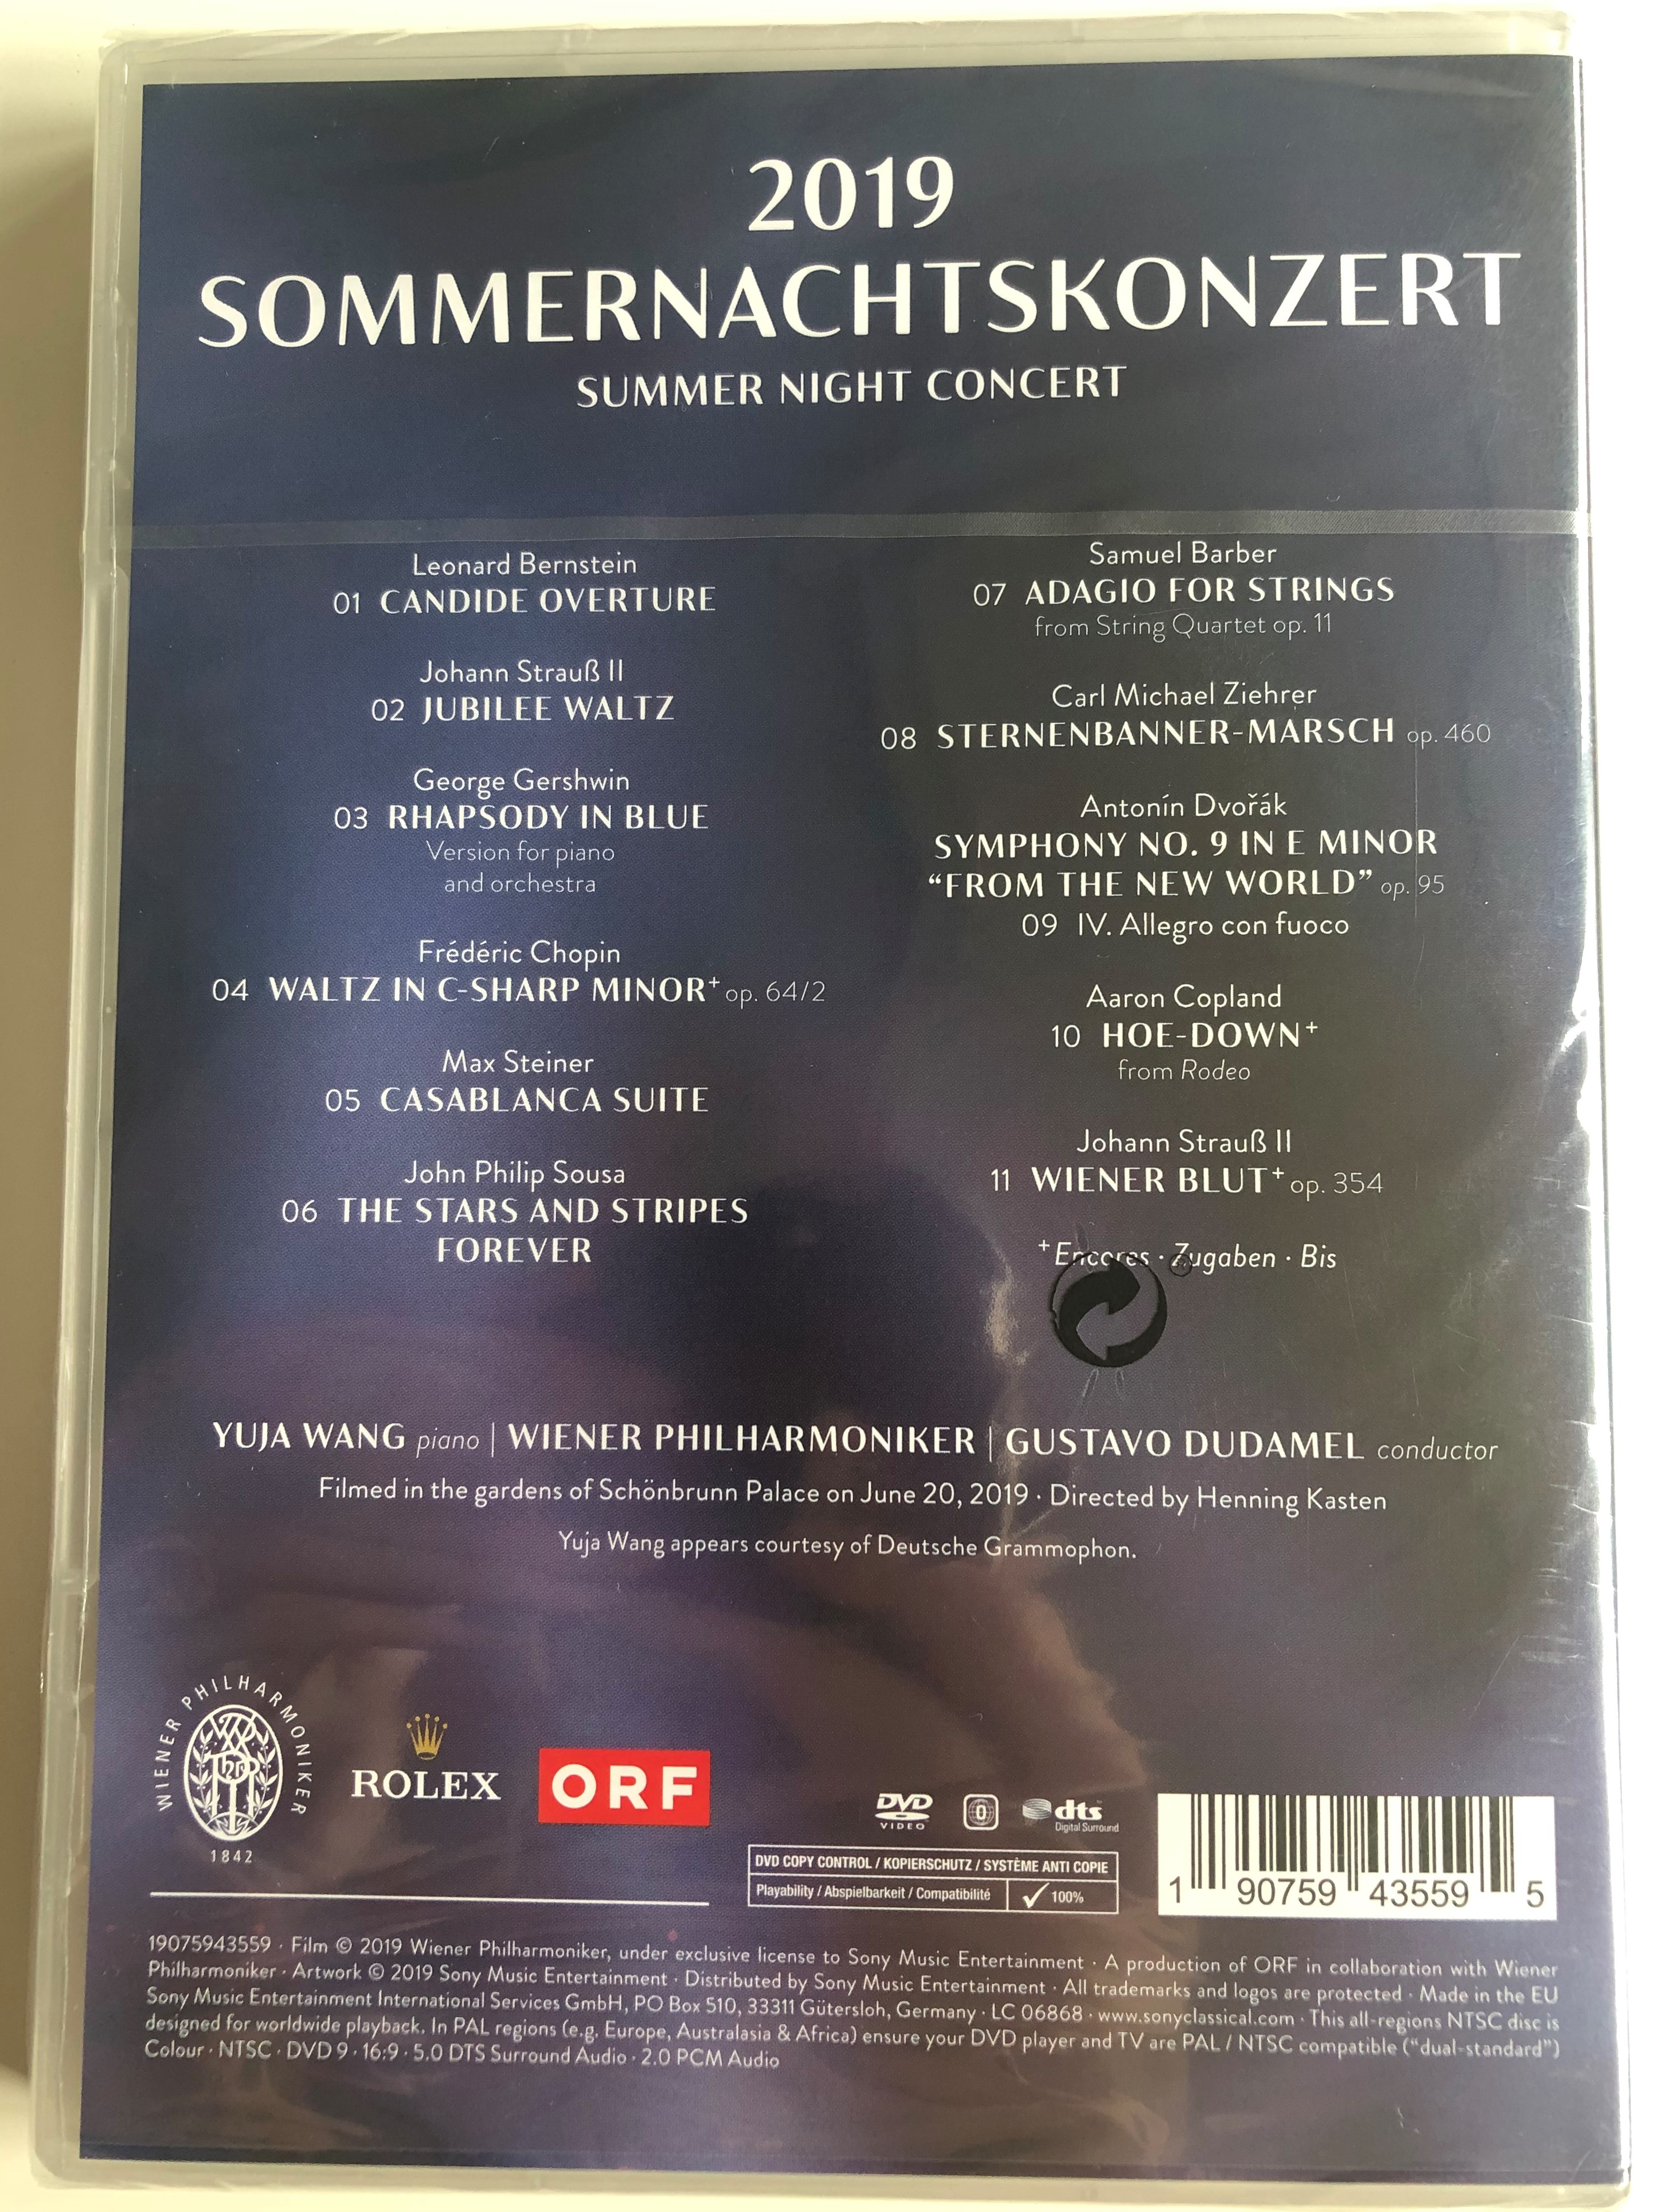 2019
SOMMERNACHTSKONZERT
SUMMER NIGHT CONCERT
Leonard Bernstein
01 CANDIDE OVERTURE
Johann Strauß II
02 JUBILEE WALTZ
George Gershwin
03 RHAPSODY IN BLUE
Version for piano
and orchestra
Frédéric Chopin
04 WALTZ IN C-SHARP MINOR⁺ op. 64/2
Max Steiner
05 CASABLANCA SUITE
John Philip Sousa
06 THE STARS AND STRIPES
FOREVER
Samuel Barber
07 ADAGIO FOR STRINGS
from String Quartet op. 11
Carl Michael Ziehrer
08 STERNENBANNER-MARSCH op. 460
Antonín Dvořák
SYMPHONY NO. 9 IN E MINOR
“FROM THE NEW WORLD” op. 95
09 IV. Allegro con fuoco
Aaron Copland
10 HOE-DOWN⁺
from Rodeo
Johann Strauß II
11 WIENER BLUT⁺ op. 354
⁺Encores · Zugaben · Bis
YUJA WANG piano | WIENER PHILHARMONIKER | GUSTAVO DUDAMEL conductor
Filmed in the gardens of Schönbrunn Palace on June 20, 2019 · Directed by Henning Kasten
Yuja Wang appears courtesy of Deutsche Grammophon.
WIENER PHILHARMONIKER
1842
ROLEX
ORF
DVD
VIDEO
0
dts
Digital Surround
DVD COPY CONTROL / KOPIERSCHUTZ / SYSTÈME ANTI COPIE
Playability / Abspielbarkeit / Compatibilité 100%
1 90759 43559 5
19075943559 · Film © 2019 Wiener Philharmoniker, under exclusive license to Sony Music Entertainment · A production of ORF in collaboration with Wiener
Philharmoniker · Artwork © 2019 Sony Music Entertainment · Distributed by Sony Music Entertainment · All trademarks and logos are protected · Made in the EU
Sony Music Entertainment International Services GmbH, PO Box 510, 33311 Gütersloh, Germany · LC 06868 · www.sonyclassical.com · This all-regions NTSC disc is
designed for worldwide playback. In PAL regions (e.g. Europe, Australasia & Africa) ensure your DVD player and TV are PAL / NTSC compatible (“dual-standard”)
Colour · NTSC · DVD 9 · 16:9 · 5.0 DTS Surround Audio · 2.0 PCM Audio